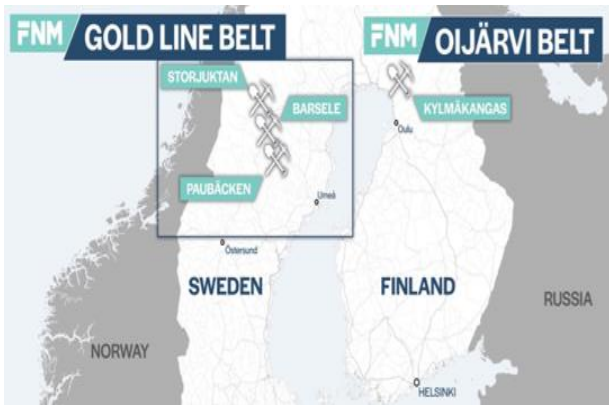 FNM GOLD LINE BELT
FNM OIJÄRVI BELT
STORJUKTAN
BARSELE
KYLMÄKANGAS
Oulu
PAUBÄCKEN
Umeå
Östersund
SWEDEN
FINLAND
RUSSIA
NORWAY
HELSINKI